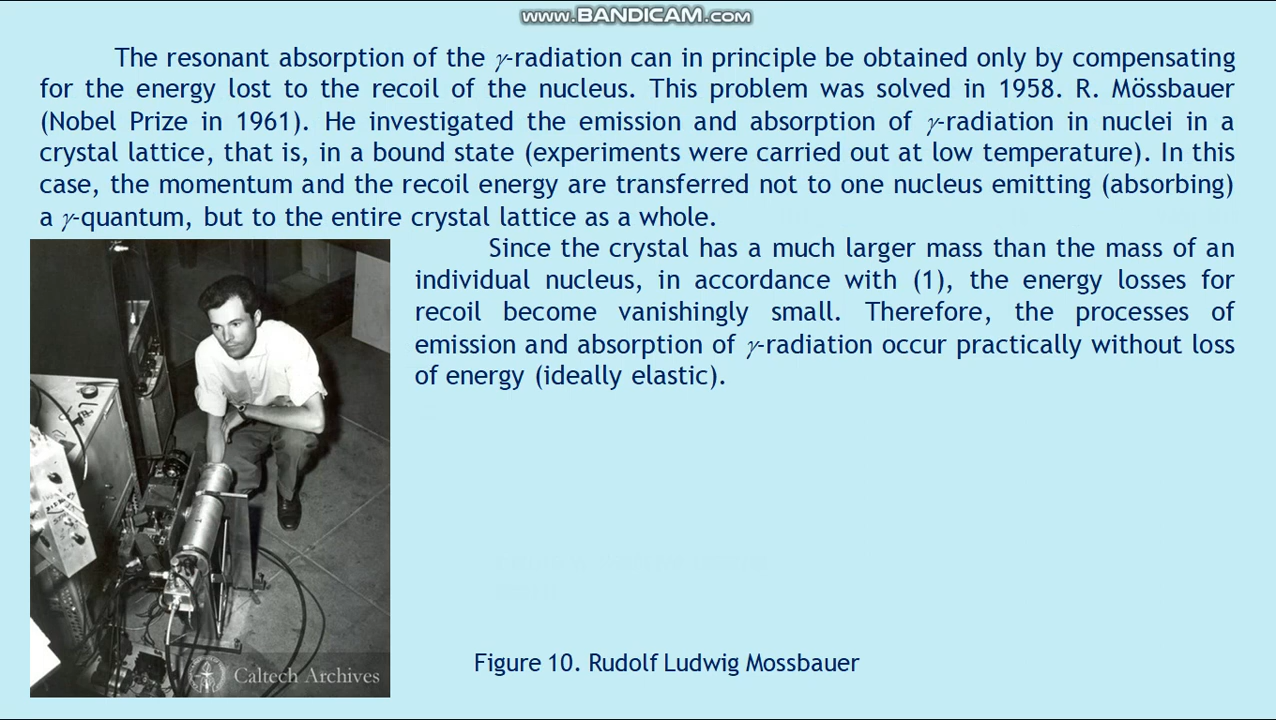 www.BANDICAM.com
The resonant absorption of the γ-radiation can in principle be obtained only by compensating
for the energy lost to the recoil of the nucleus. This problem was solved in 1958. R. Mössbauer
(Nobel Prize in 1961). He investigated the emission and absorption of γ-radiation in nuclei in a
crystal lattice, that is, in a bound state (experiments were carried out at low temperature). In this
case, the momentum and the recoil energy are transferred not to one nucleus emitting (absorbing)
a γ-quantum, but to the entire crystal lattice as a whole.
Since the crystal has a much larger mass than the mass of an
individual nucleus, in accordance with (1), the energy losses for
recoil become vanishingly small. Therefore, the processes of
emission and absorption of γ-radiation occur practically without loss
of energy (ideally elastic).
Caltech Archives
Figure 10. Rudolf Ludwig Mossbauer